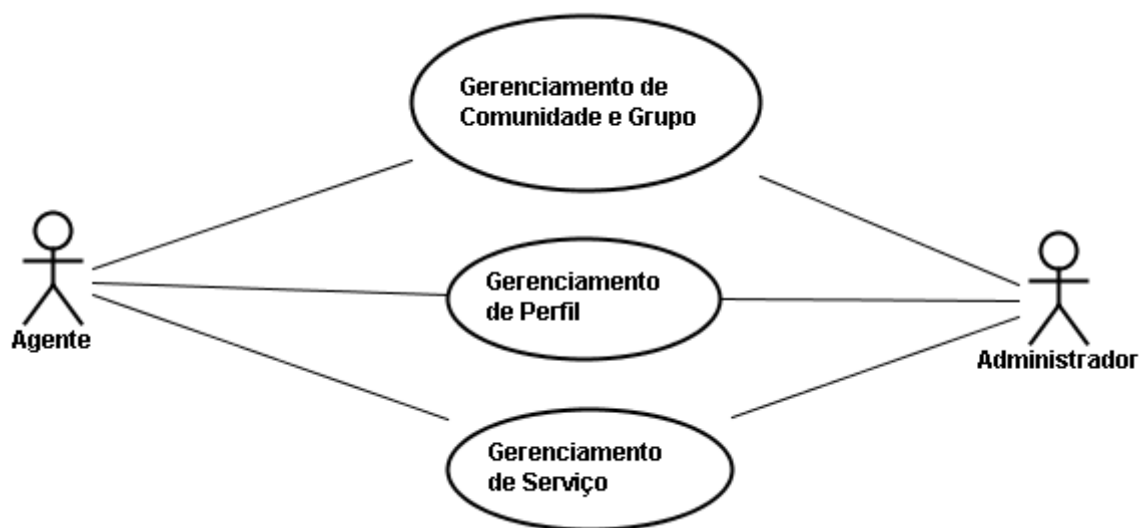 Gerenciamento de
Comunidade e Grupo
Gerenciamento
de Perfil
Agente
Administrador
Gerenciamento
de Serviço